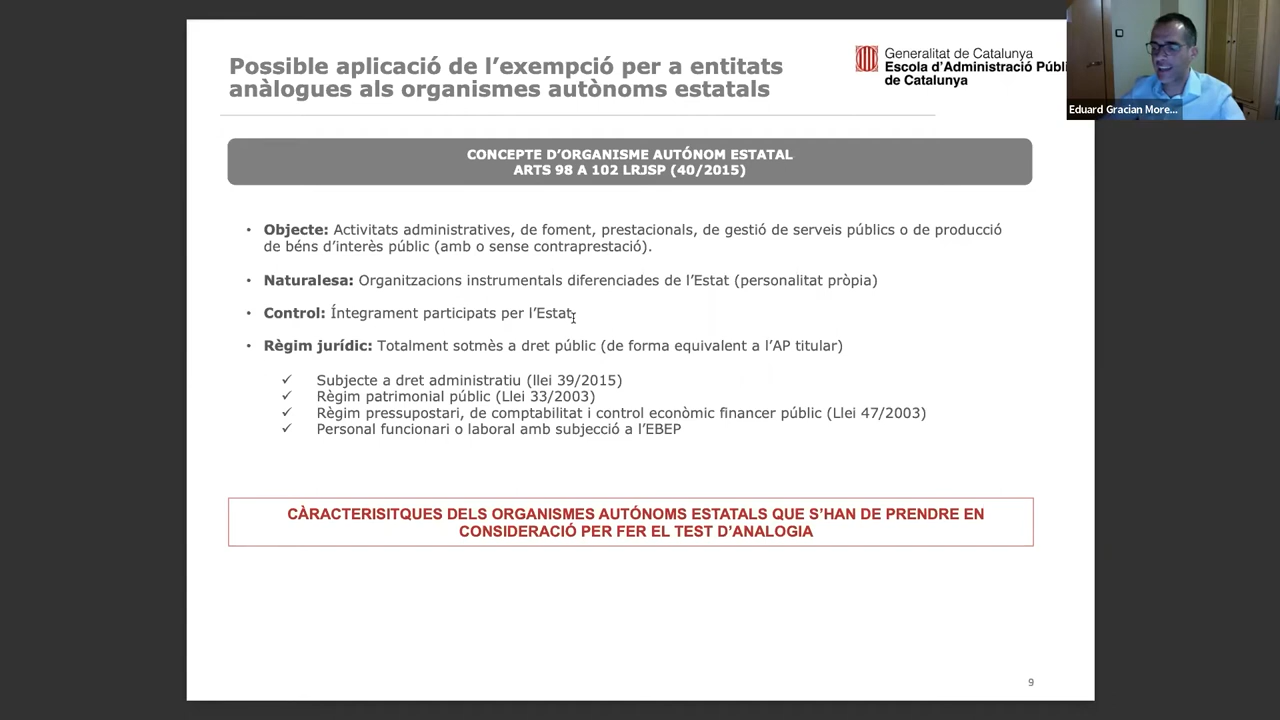 Possible aplicació de l’exempció per a entitats
anàlogues als organismes autònoms estatals
Generalitat de Catalunya
Escola d’Administració Públi
de Catalunya
Eduard Gracian More...
CONCEPTE D’ORGANISME AUTÓNOM ESTATAL
ARTS 98 A 102 LRJSP (40/2015)
• Objecte: Activitats administratives, de foment, prestacionals, de gestió de serveis públics o de producció
de béns d’interès públic (amb o sense contraprestació).
• Naturalesa: Organitzacions instrumentals diferenciades de l’Estat (personalitat pròpia)
• Control: Íntegrament participats per l’Estat
• Règim jurídic: Totalment sotmès a dret públic (de forma equivalent a l’AP titular)
✓ Subjecte a dret administratiu (llei 39/2015)
✓ Règim patrimonial públic (Llei 33/2003)
✓ Règim pressupostari, de comptabilitat i control econòmic financer públic (Llei 47/2003)
✓ Personal funcionari o laboral amb subjecció a l’EBEP
CÀRACTERISITQUES DELS ORGANISMES AUTÓNOMS ESTATALS QUE S’HAN DE PRENDRE EN
CONSIDERACIÓ PER FER EL TEST D’ANALOGIA
9